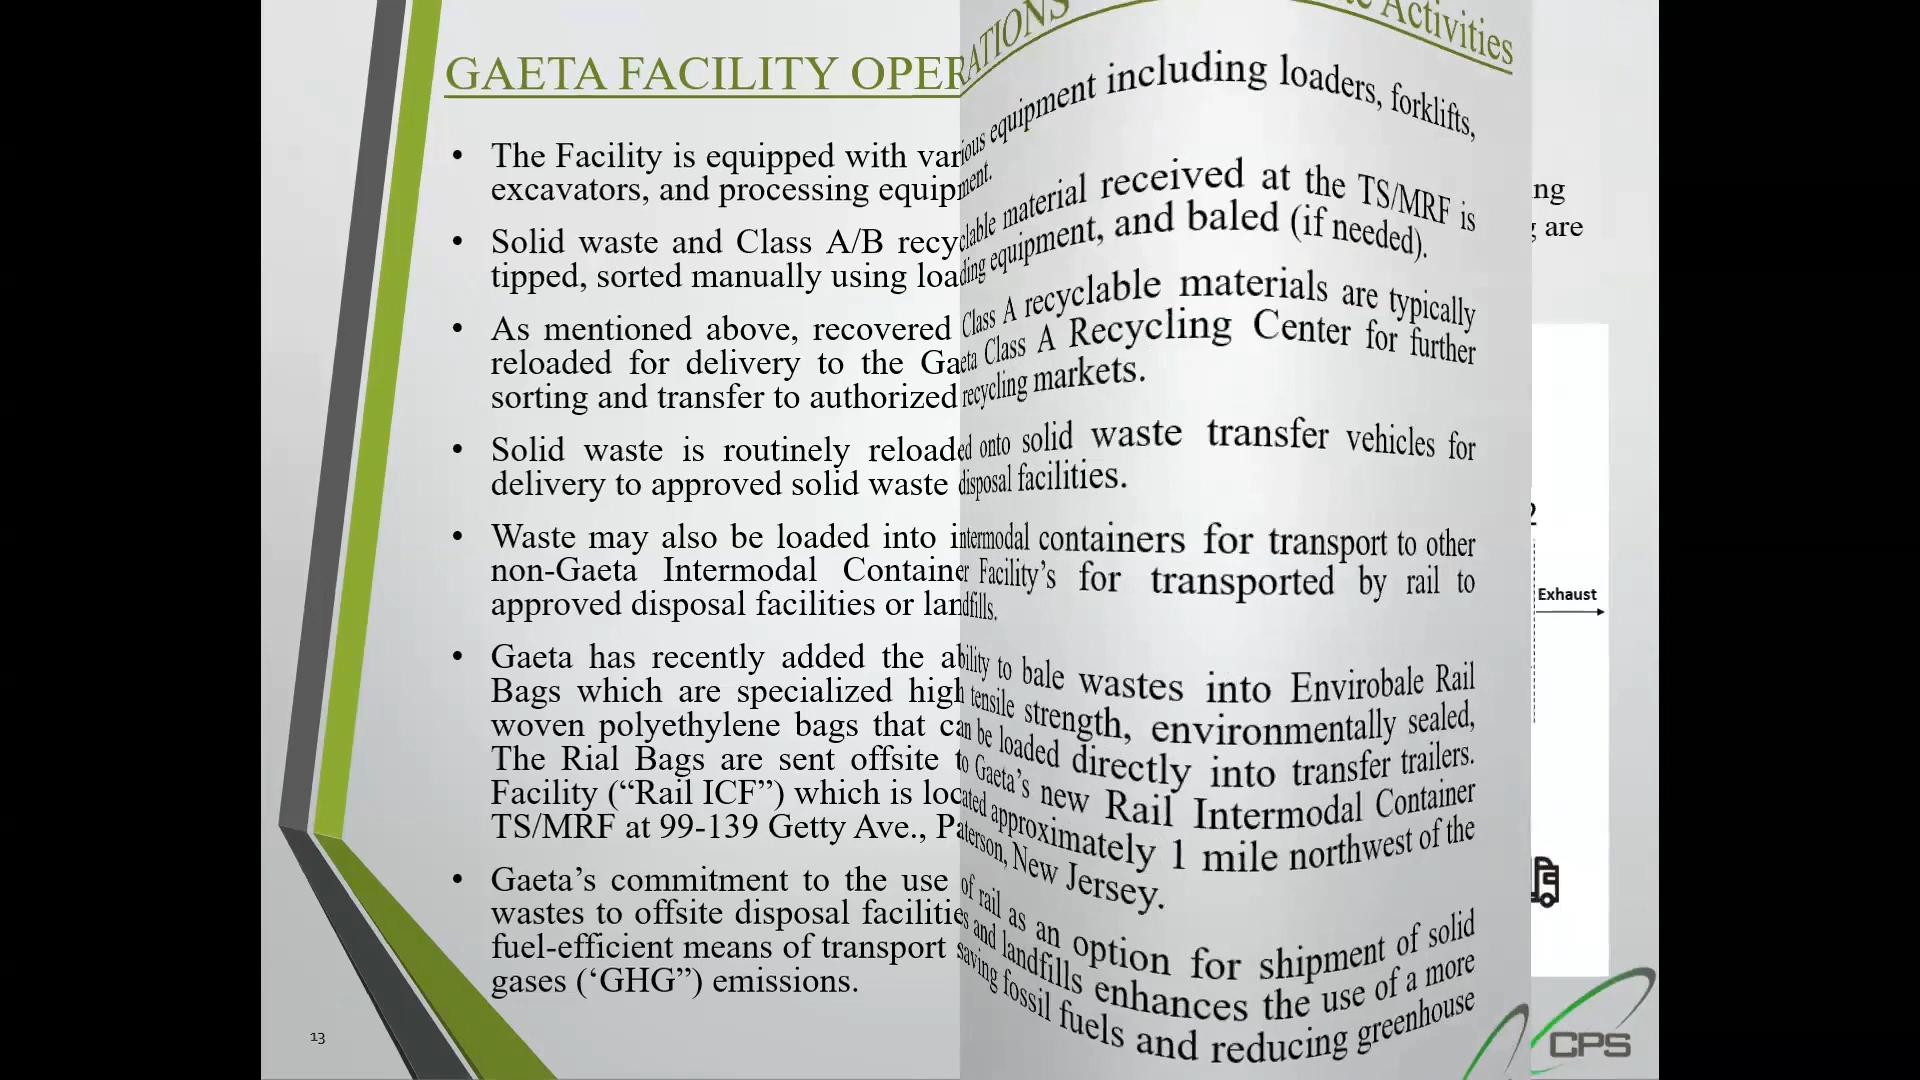 GAETA FACILITY OPERATIONS Activities
• The Facility is equipped with various equipment including loaders, forklifts,
excavators, and processing equipment.
• Solid waste and Class A/B recyclable material received at the TS/MRF is
tipped, sorted manually using loading equipment, and baled (if needed).
• As mentioned above, recovered Class A recyclable materials are typically
reloaded for delivery to the Gaeta Class A Recycling Center for further
sorting and transfer to authorized recycling markets.
• Solid waste is routinely reloaded onto solid waste transfer vehicles for
delivery to approved solid waste disposal facilities.
• Waste may also be loaded into intermodal containers for transport to other
non-Gaeta Intermodal Container Facility’s for transported by rail to
approved disposal facilities or landfills.
• Gaeta has recently added the ability to bale wastes into Envirobale Rail
Bags which are specialized high tensile strength, environmentally sealed,
woven polyethylene bags that can be loaded directly into transfer trailers.
The Rial Bags are sent offsite to Gaeta’s new Rail Intermodal Container
Facility (“Rail ICF”) which is located approximately 1 mile northwest of the
TS/MRF at 99-139 Getty Ave., Paterson, New Jersey.
• Gaeta’s commitment to the use of rail as an option for shipment of solid
wastes to offsite disposal facilities and landfills enhances the use of a more
fuel-efficient means of transport saving fossil fuels and reducing greenhouse
gases (‘GHG”) emissions.
are
Exhaust
13
CPS